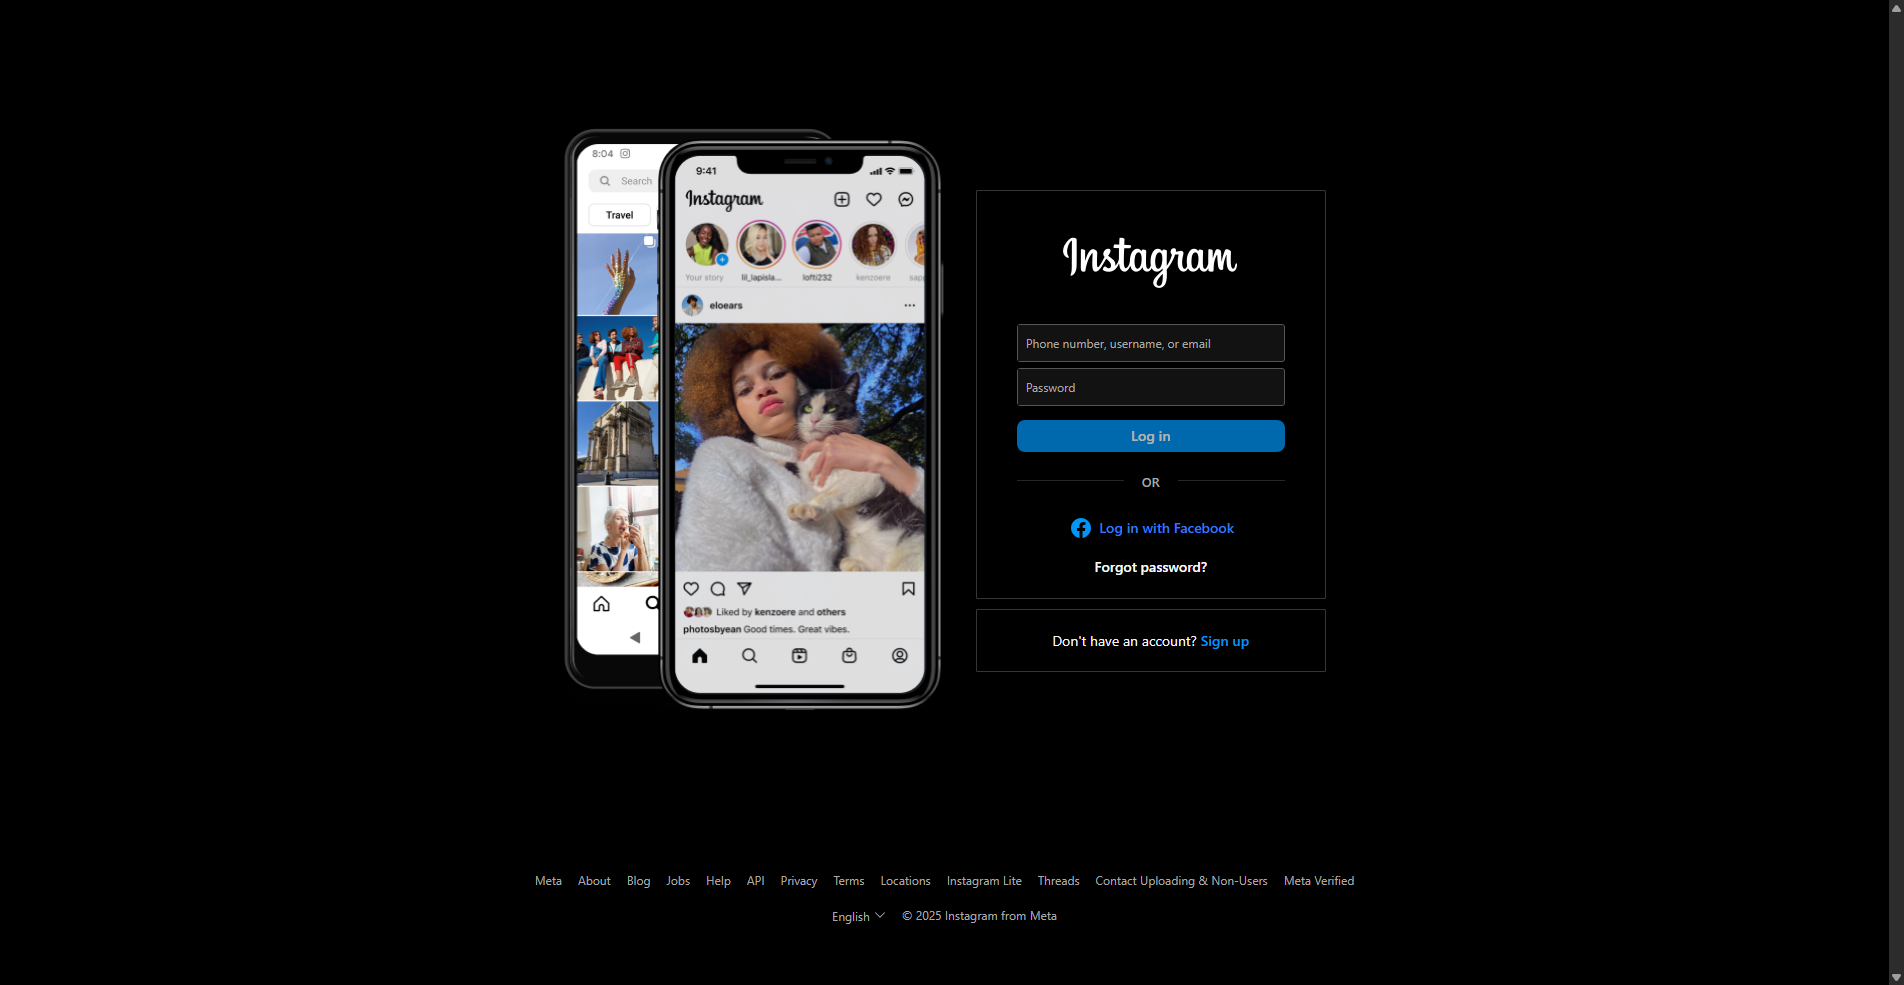 8:04
Search
Travel
9:41
Instagram
Your story
lil_lapisla...
lofti232
kenzoere
sap
eloears
Liked by kenzoere and others
photosbyean Good times. Great vibes.
Instagram
Phone number, username, or email
Password
Log in
OR
Log in with Facebook
Forgot password?
Don't have an account? Sign up
Meta About Blog Jobs Help API Privacy Terms Locations Instagram Lite Threads Contact Uploading & Non-Users Meta Verified
English © 2025 Instagram from Meta